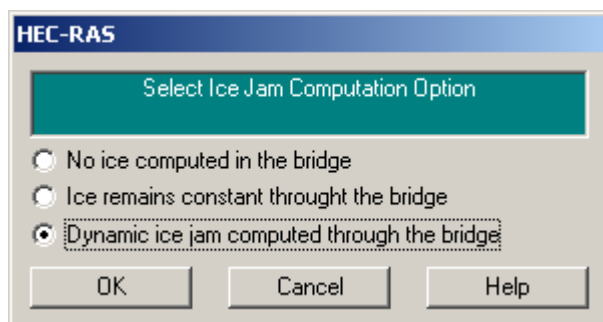 HEC-RAS
Select Ice Jam Computation Option
No ice computed in the bridge
Ice remains constant throught the bridge
Dynamic ice jam computed through the bridge
OK Cancel Help